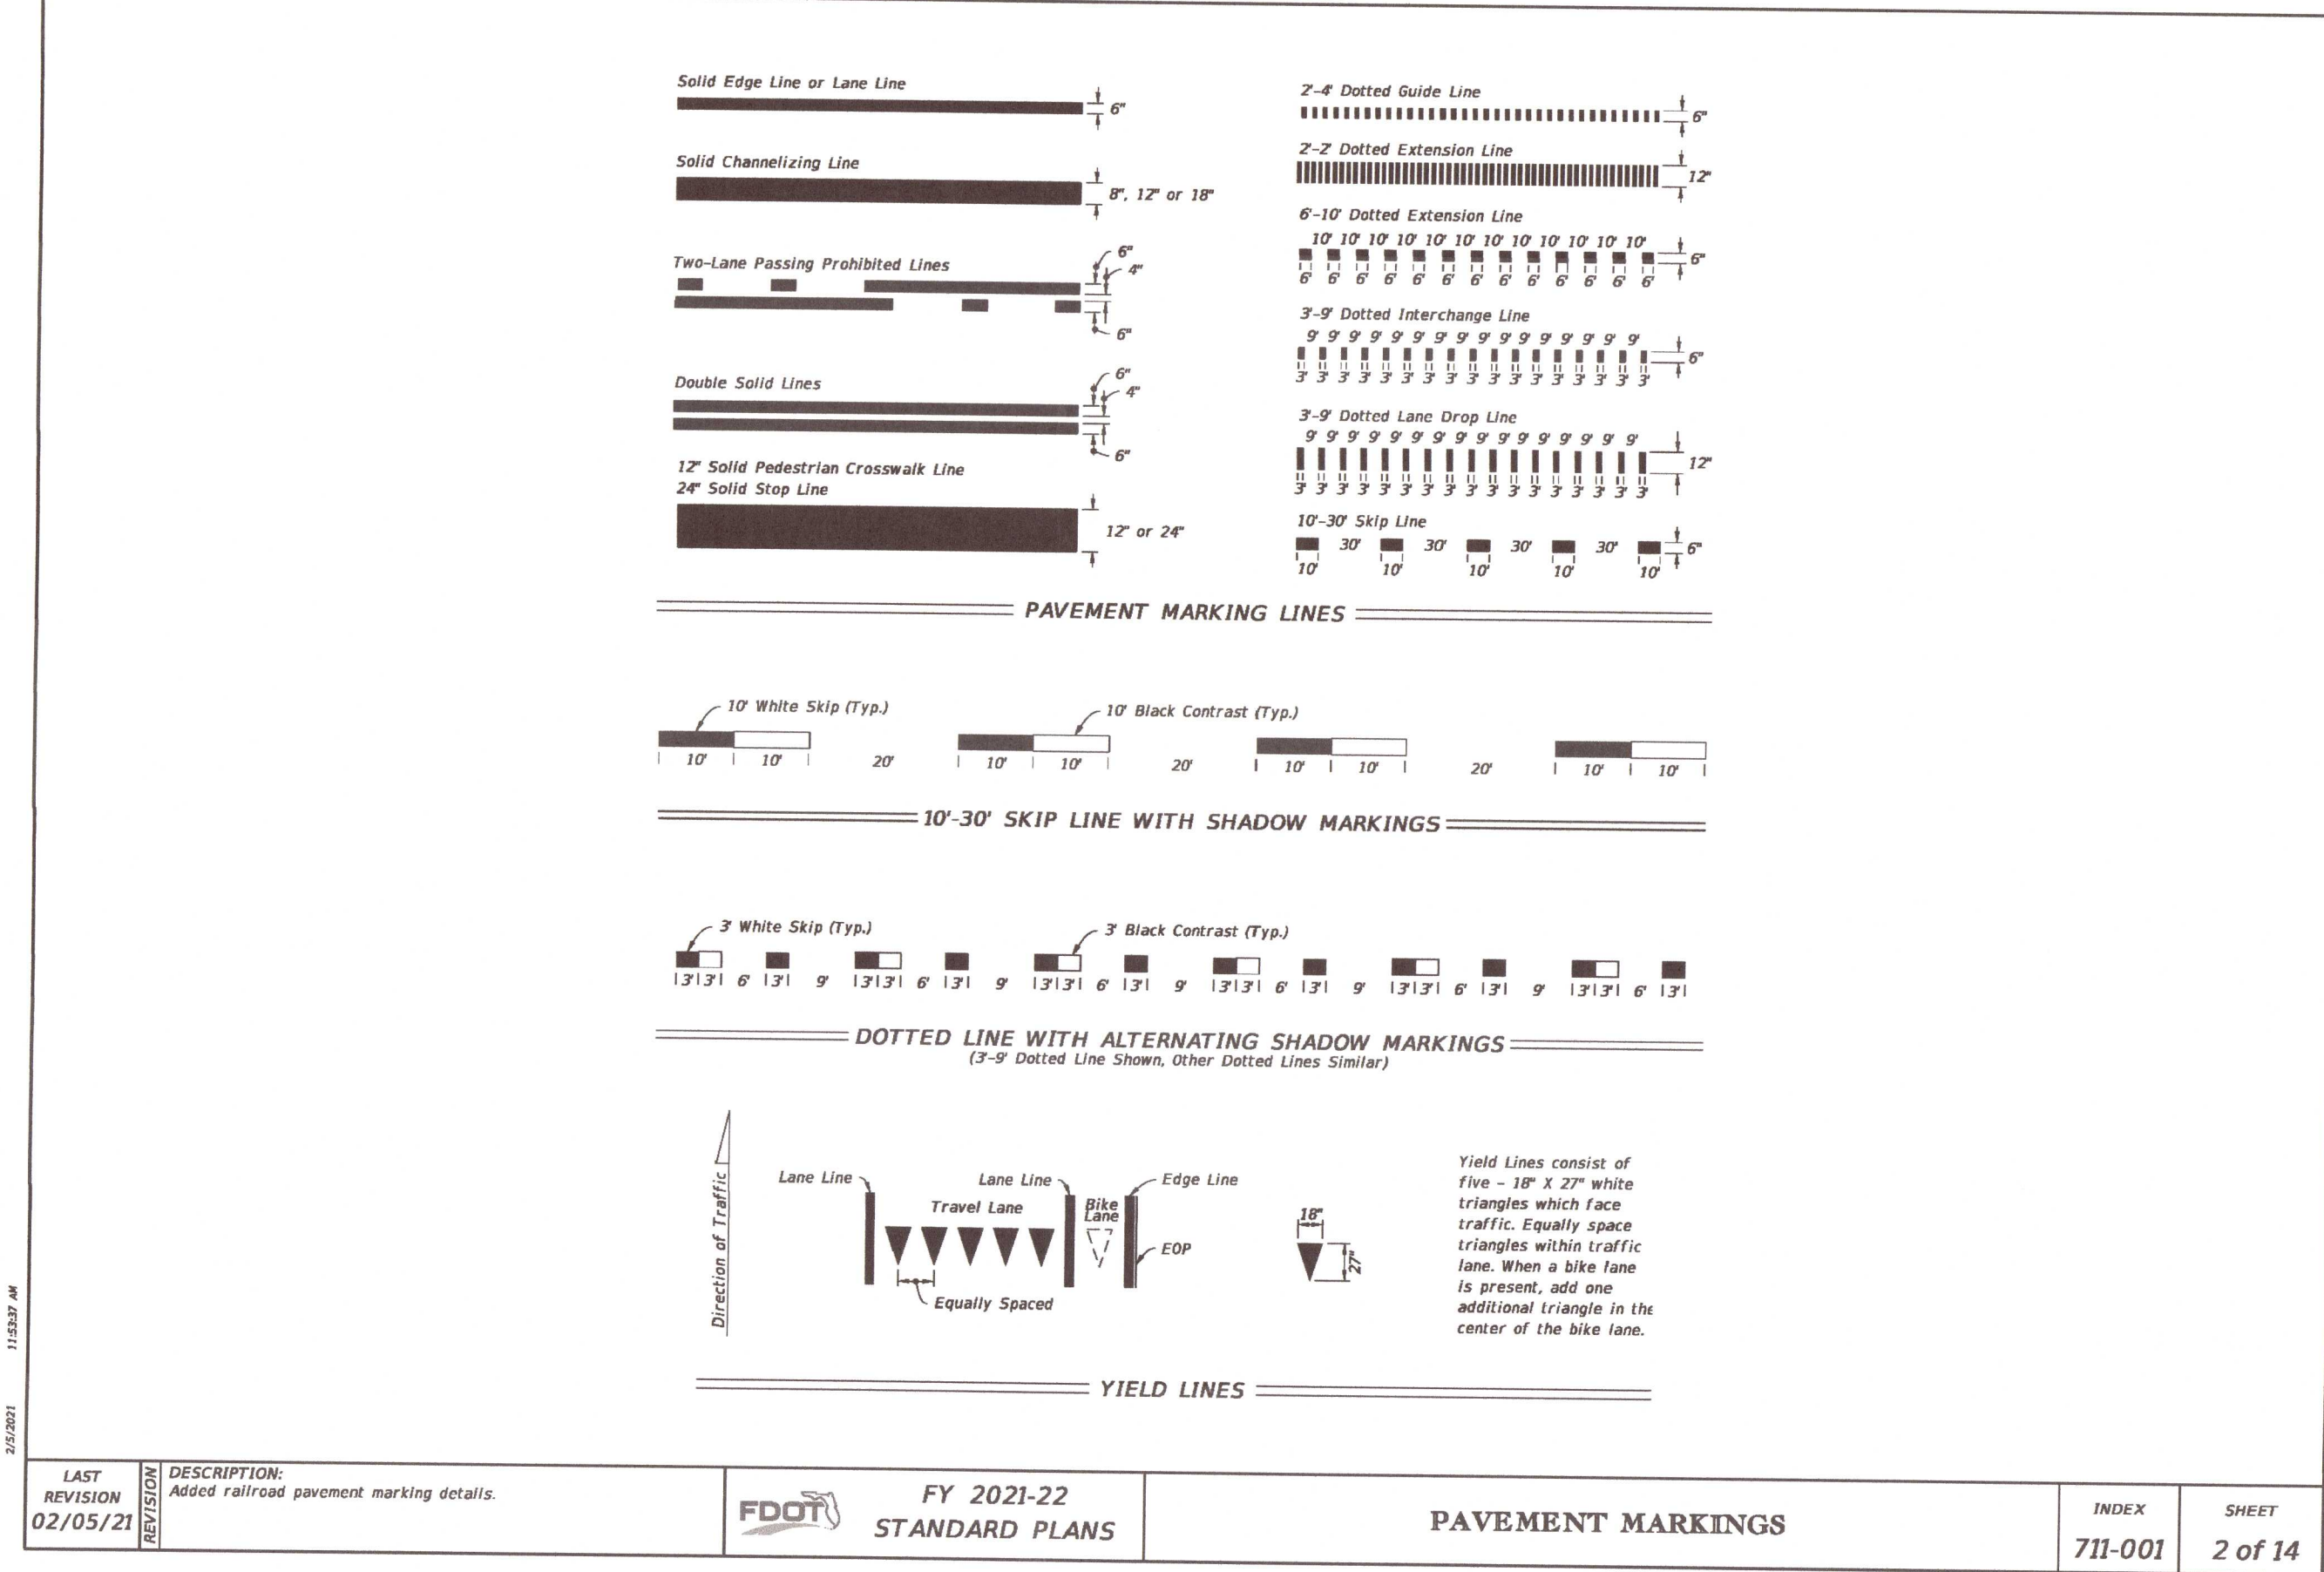 Solid Edge Line or Lane Line
6"
Solid Channelizing Line
8", 12" or 18"
Two-Lane Passing Prohibited Lines
6"
4"
6"
Double Solid Lines
6"
4"
6"
12" Solid Pedestrian Crosswalk Line
24" Solid Stop Line
12" or 24"
2'-4' Dotted Guide Line
6"
2'-2' Dotted Extension Line
12"
6'-10' Dotted Extension Line
10' 10' 10' 10' 10' 10' 10' 10' 10' 10' 10' 10'
6"
6' 6' 6' 6' 6' 6' 6' 6' 6' 6' 6' 6' 6'
3'-9' Dotted Interchange Line
9' 9' 9' 9' 9' 9' 9' 9' 9' 9' 9' 9' 9' 9' 9' 9'
6"
3' 3' 3' 3' 3' 3' 3' 3' 3' 3' 3' 3' 3' 3' 3' 3' 3'
3'-9' Dotted Lane Drop Line
9' 9' 9' 9' 9' 9' 9' 9' 9' 9' 9' 9' 9' 9' 9' 9'
12"
3' 3' 3' 3' 3' 3' 3' 3' 3' 3' 3' 3' 3' 3' 3' 3' 3'
10'-30' Skip Line
30' 30' 30' 30'
6"
10' 10' 10' 10' 10'
PAVEMENT MARKING LINES
10' White Skip (Typ.)
10' Black Contrast (Typ.)
10' 10' 20' 10' 10' 20' 10' 10' 20' 10' 10'
10'-30' SKIP LINE WITH SHADOW MARKINGS
3' White Skip (Typ.)
3' Black Contrast (Typ.)
3' 3' 6' 3' 9' 3' 3' 6' 3' 9' 3' 3' 6' 3' 9' 3' 3' 6' 3' 9' 3' 3' 6' 3' 9' 3' 3' 6' 3'
DOTTED LINE WITH ALTERNATING SHADOW MARKINGS
(3'-9' Dotted Line Shown, Other Dotted Lines Similar)
Direction of Traffic
Lane Line
Lane Line
Edge Line
Travel Lane
Bike
Lane
EOP
Equally Spaced
18"
27"
Yield Lines consist of
five - 18" X 27" white
triangles which face
traffic. Equally space
triangles within traffic
lane. When a bike lane
is present, add one
additional triangle in the
center of the bike lane.
YIELD LINES
2/5/2021 11:53:37 AM
LAST
REVISION
02/05/21
REVISION
DESCRIPTION:
Added railroad pavement marking details.
FDOT
FY 2021-22
STANDARD PLANS
PAVEMENT MARKINGS
INDEX
711-001
SHEET
2 of 14